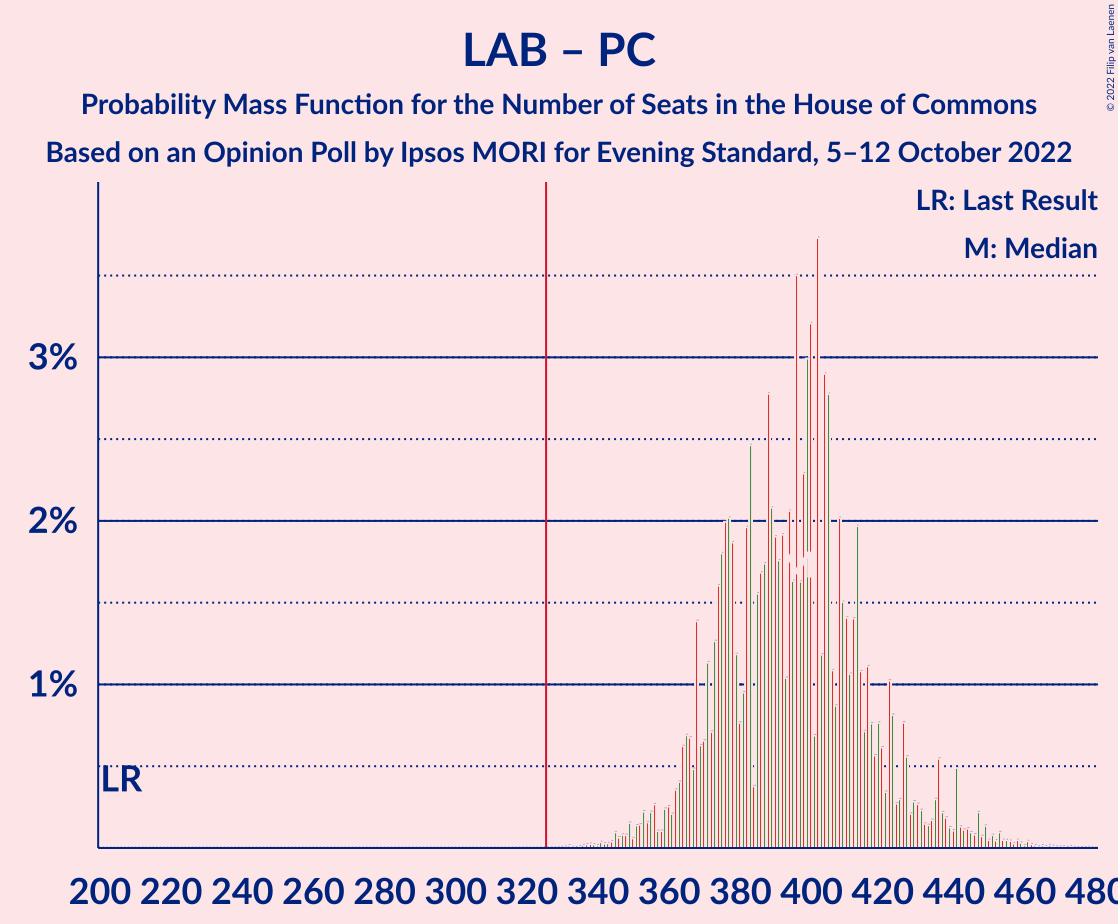 LAB – PC
Probability Mass Function for the Number of Seats in the House of Commons
Based on an Opinion Poll by Ipsos MORI for Evening Standard, 5–12 October 2022
© 2022 Filip van Laenen
LR: Last Result
M: Median
3%
2%
1%
LR
200 220 240 260 280 300 320 340 360 380 400 420 440 460 480